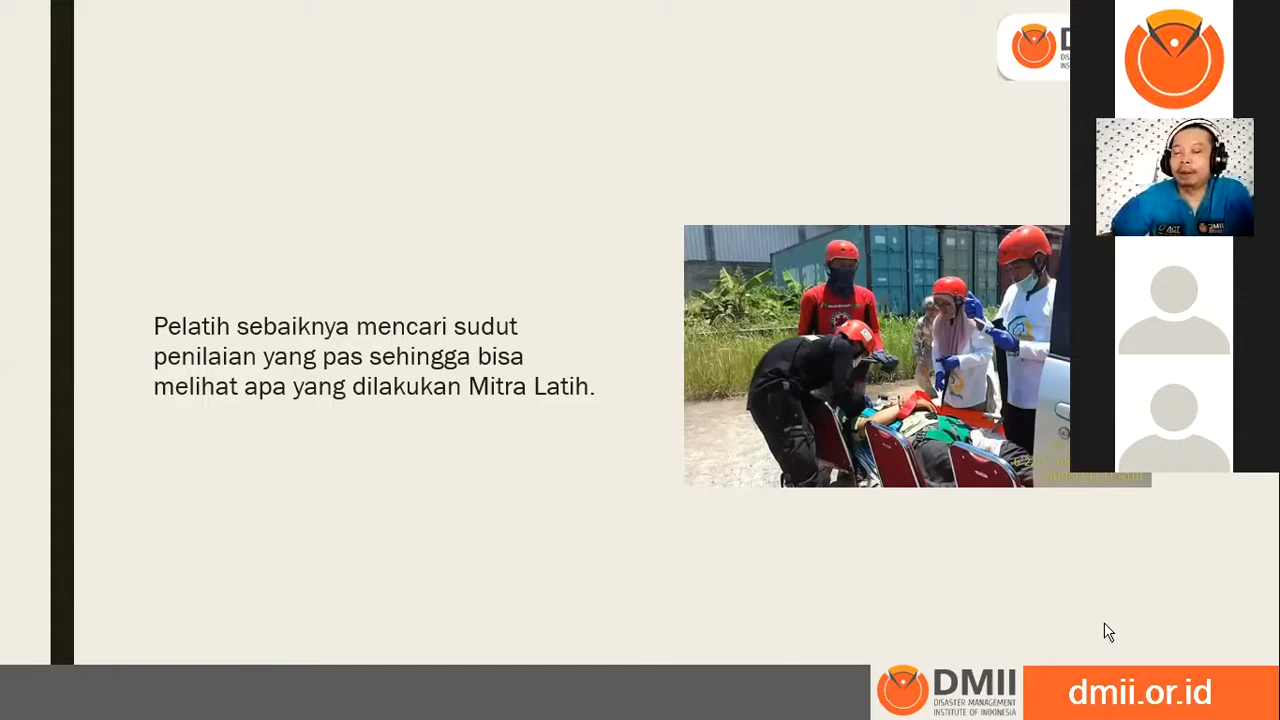 Pelatih sebaiknya mencari sudut
penilaian yang pas sehingga bisa
melihat apa yang dilakukan Mitra Latih.
DMII
DISASTER MANAGEMENT
INSTITUTE OF INDONESIA
dmii.or.id